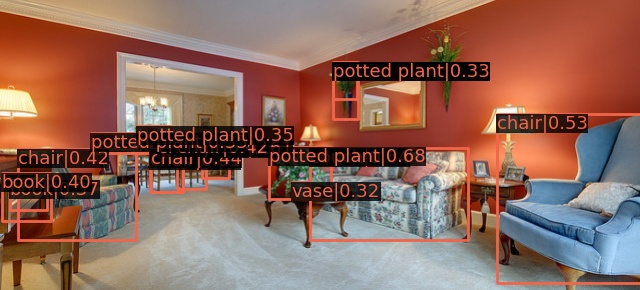 potted plant|0.33
chair|0.53
potted plant|0.35
chair|0.42
chair|0.44
potted plant|0.68
book|0.40
vase|0.32